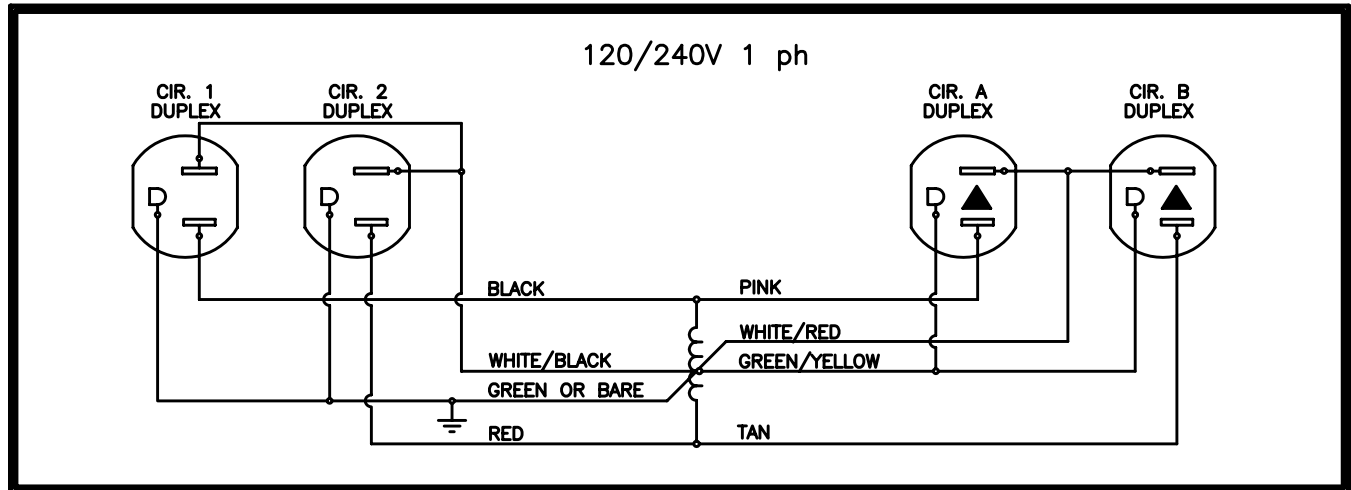 120/240V 1 ph
CIR. 1
DUPLEX
CIR. 2
DUPLEX
CIR. A
DUPLEX
CIR. B
DUPLEX
BLACK
PINK
WHITE/RED
WHITE/BLACK
GREEN/YELLOW
GREEN OR BARE
RED
TAN